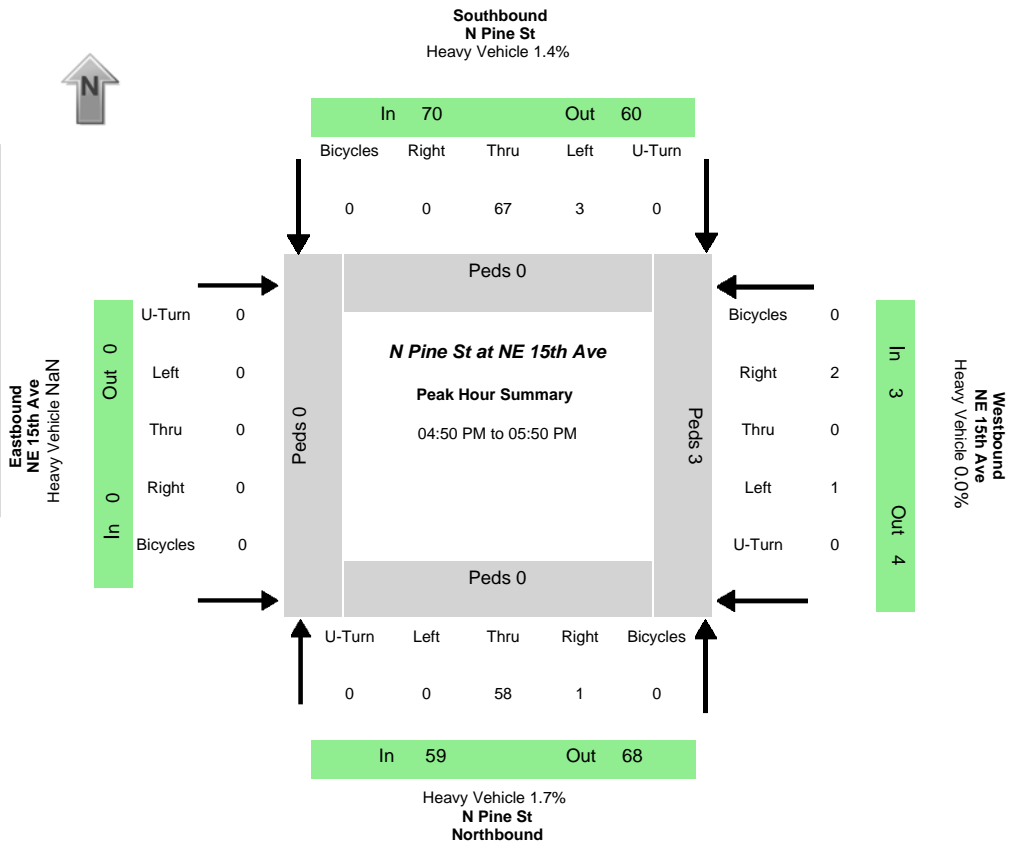 Southbound
N Pine St
Heavy Vehicle 1.4%
N
In 70 Out 60
Bicycles Right Thru Left U-Turn
0 0 67 3 0
Peds 0
Eastbound
NE 15th Ave
Heavy Vehicle NaN
Out 0
In 0
U-Turn 0
Left 0
Thru 0
Right 0
Bicycles 0
Peds 0
N Pine St at NE 15th Ave
Peak Hour Summary
04:50 PM to 05:50 PM
Peds 3
Bicycles 0
Right 2
Thru 0
Left 1
U-Turn 0
In 3
Out 4
Westbound
NE 15th Ave
Heavy Vehicle 0.0%
Peds 0
U-Turn Left Thru Right Bicycles
0 0 58 1 0
In 59 Out 68
Heavy Vehicle 1.7%
N Pine St
Northbound